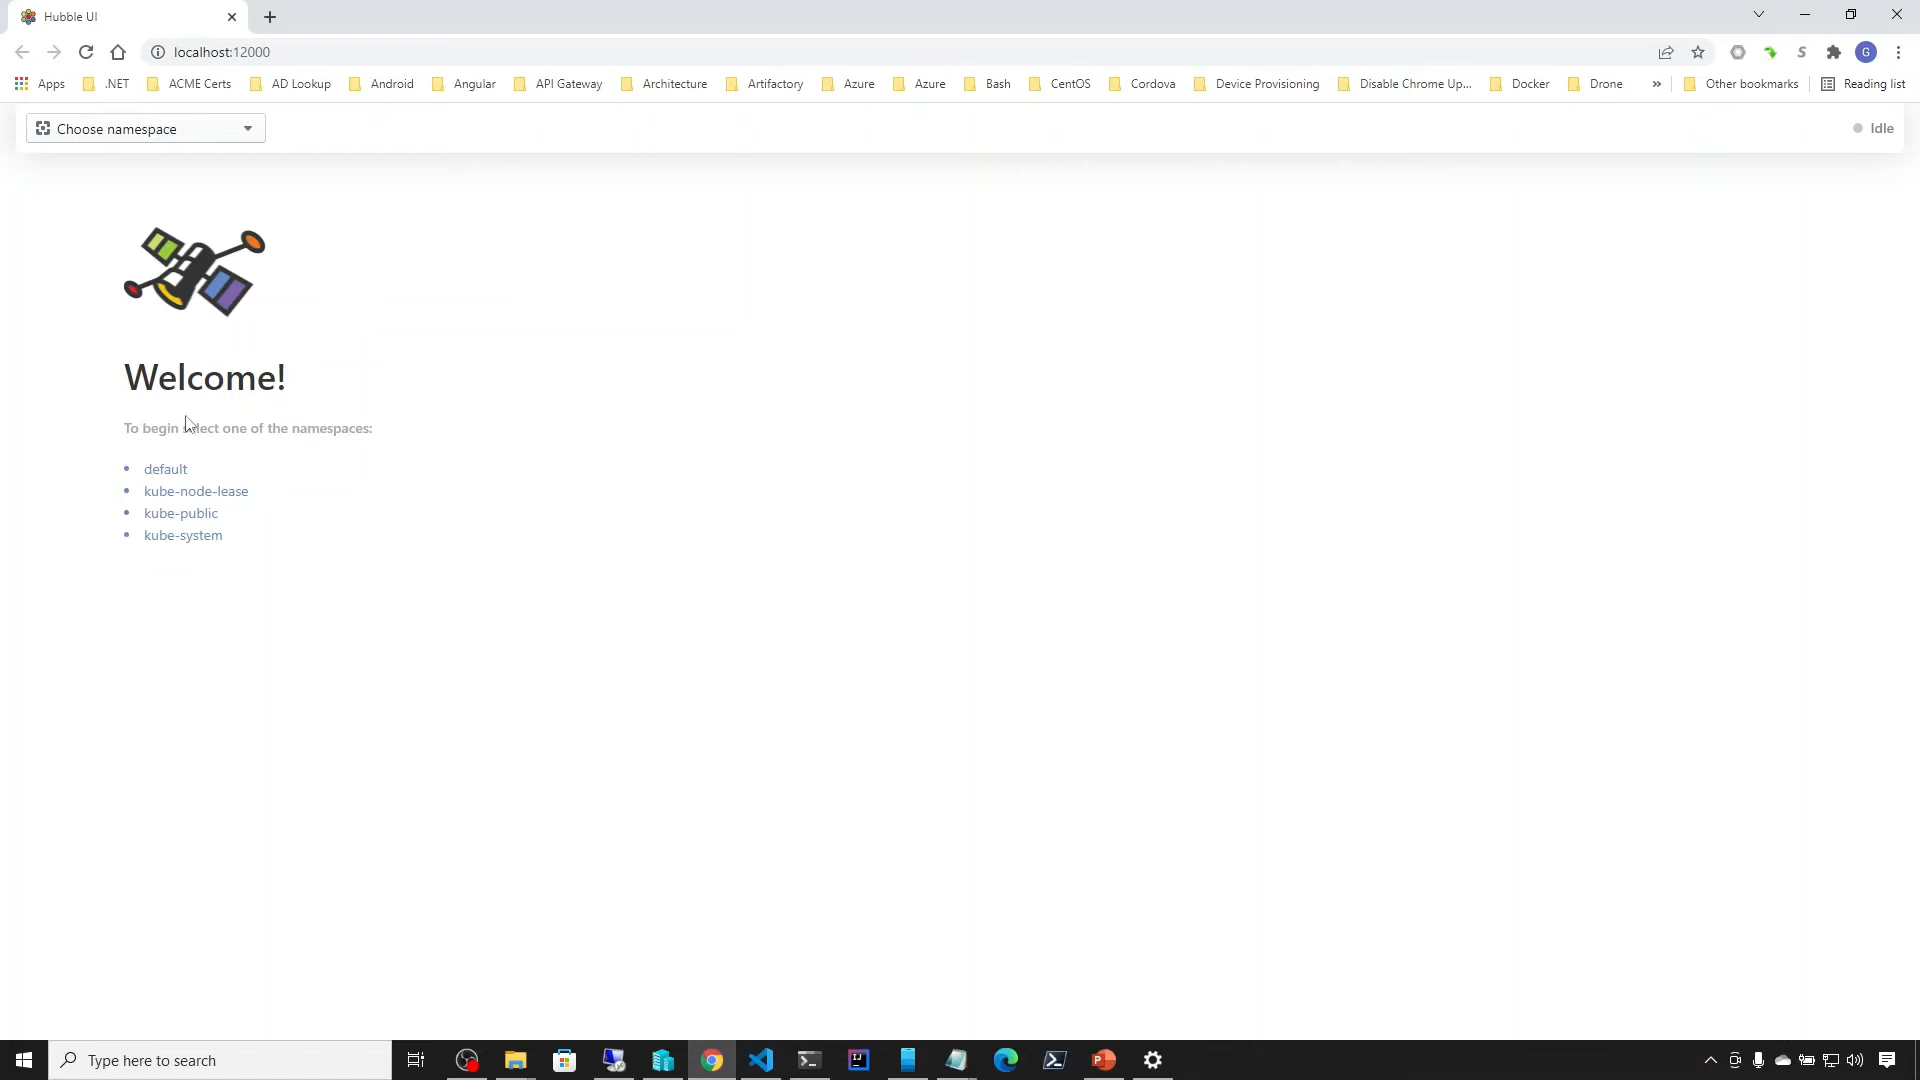 Hubble UI
localhost:12000
G
Apps .NET ACME Certs AD Lookup Android Angular API Gateway Architecture Artifactory Azure Azure Bash CentOS Cordova Device Provisioning Disable Chrome Up... Docker Drone » Other bookmarks Reading list
Choose namespace
Idle
Welcome!
To begin select one of the namespaces:
• default
• kube-node-lease
• kube-public
• kube-system
Type here to search